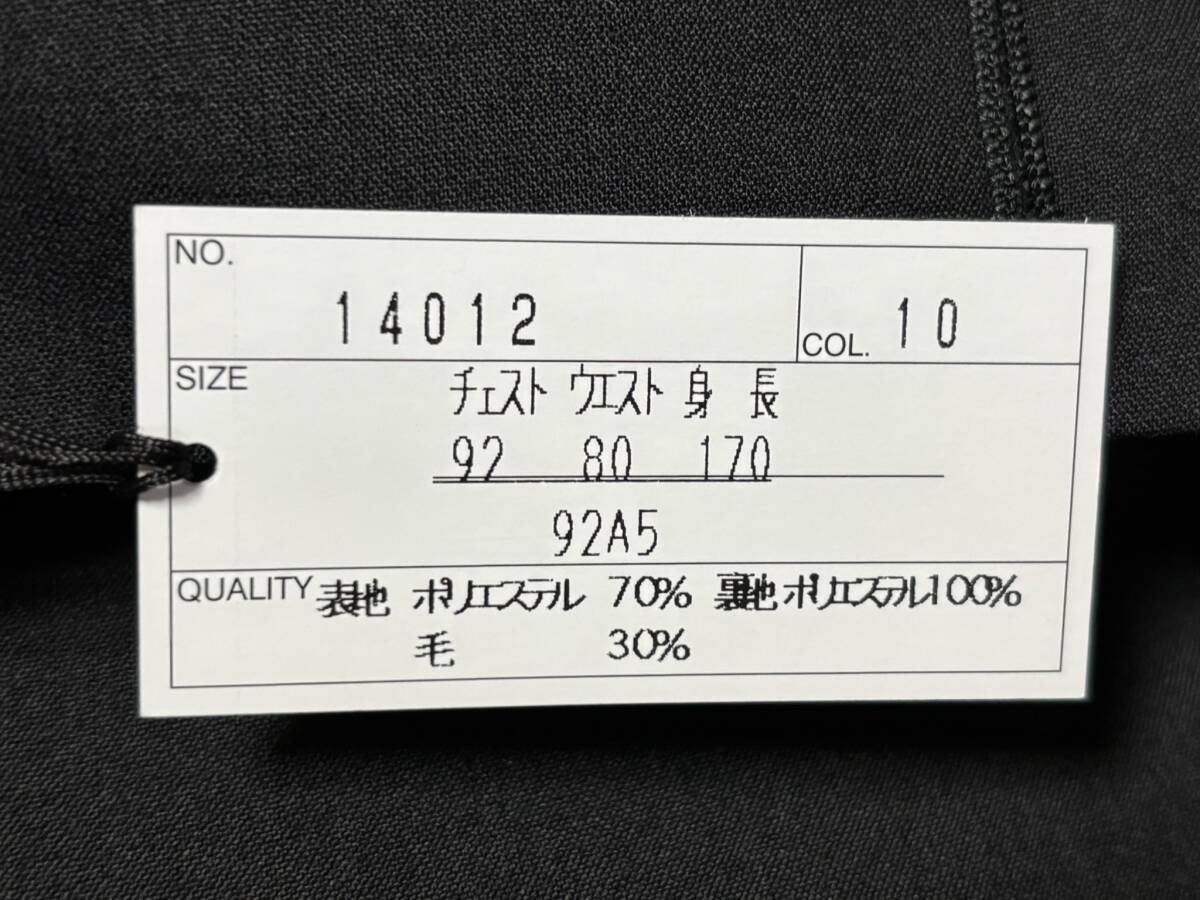 NO. 14012 COL. 10
SIZE チェスト ウエスト 身 長
92 80 170
92A5
QUALITY 表地 ポリエステル 70% 裏地 ポリエステル100%
毛 30%